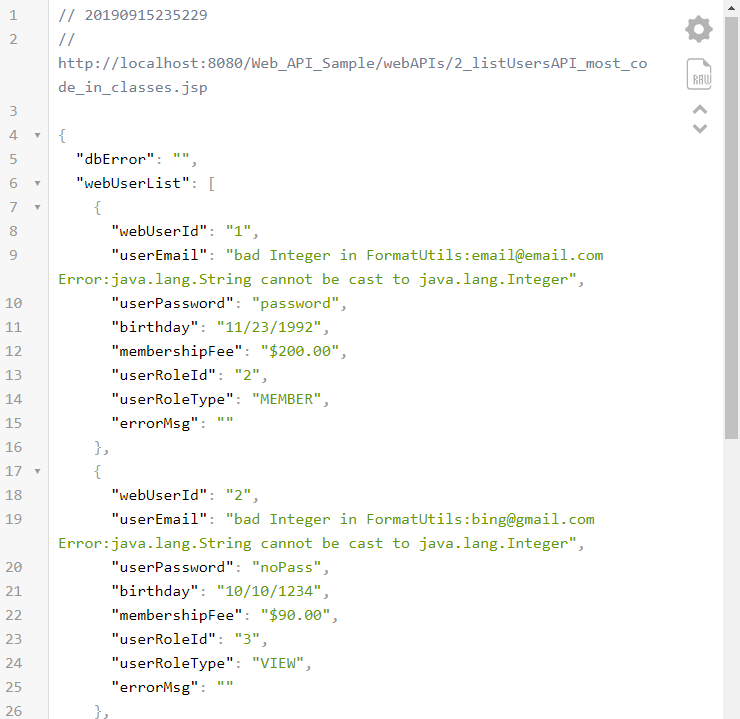 1 // 20190915235229
2 //
http://localhost:8080/Web_API_Sample/webAPIs/2_listUsersAPI_most_co
de_in_classes.jsp
3
4 ▾ {
5 "dbError": "",
6 ▾ "webUserList": [
7 ▾ {
8 "webUserId": "1",
9 "userEmail": "bad Integer in FormatUtils:email@email.com
Error:java.lang.String cannot be cast to java.lang.Integer",
10 "userPassword": "password",
11 "birthday": "11/23/1992",
12 "membershipFee": "$200.00",
13 "userRoleId": "2",
14 "userRoleType": "MEMBER",
15 "errorMsg": ""
16 },
17 ▾ {
18 "webUserId": "2",
19 "userEmail": "bad Integer in FormatUtils:bing@gmail.com
Error:java.lang.String cannot be cast to java.lang.Integer",
20 "userPassword": "noPass",
21 "birthday": "10/10/1234",
22 "membershipFee": "$90.00",
23 "userRoleId": "3",
24 "userRoleType": "VIEW",
25 "errorMsg": ""
26 },
RAW